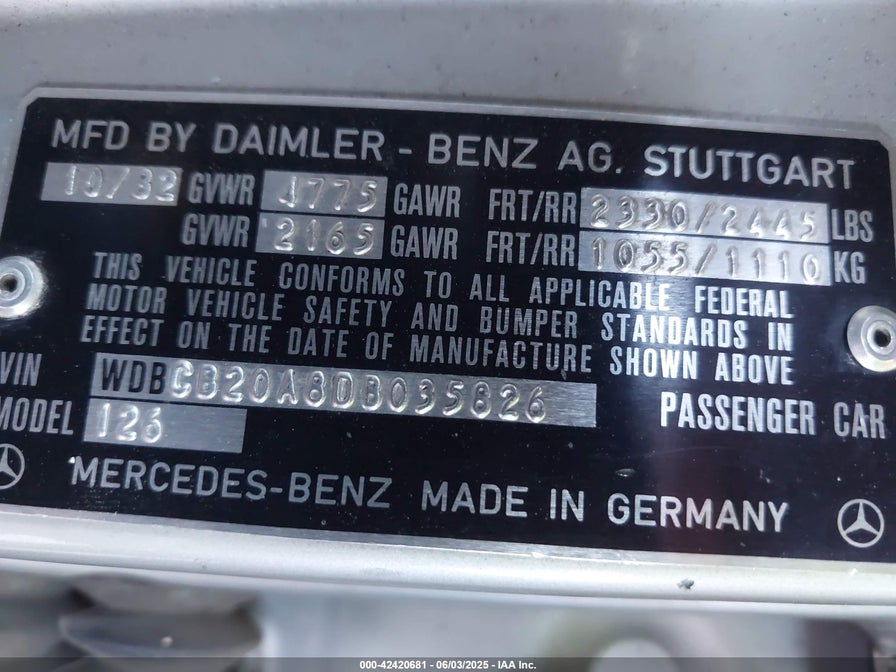 MFD BY DAIMLER - BENZ AG. STUTTGART
10/82 GVWR 4775 GAWR FRT/RR 2330/2445 LBS
GVWR 2165 GAWR FRT/RR 1055/1110 KG
THIS VEHICLE CONFORMS TO ALL APPLICABLE FEDERAL
MOTOR VEHICLE SAFETY AND BUMPER STANDARDS IN
EFFECT ON THE DATE OF MANUFACTURE SHOWN ABOVE
VIN WDBCB20A8DB035826
MODEL 126 PASSENGER CAR
MERCEDES-BENZ MADE IN GERMANY
000-42420681 - 06/03/2025 - IAA Inc.